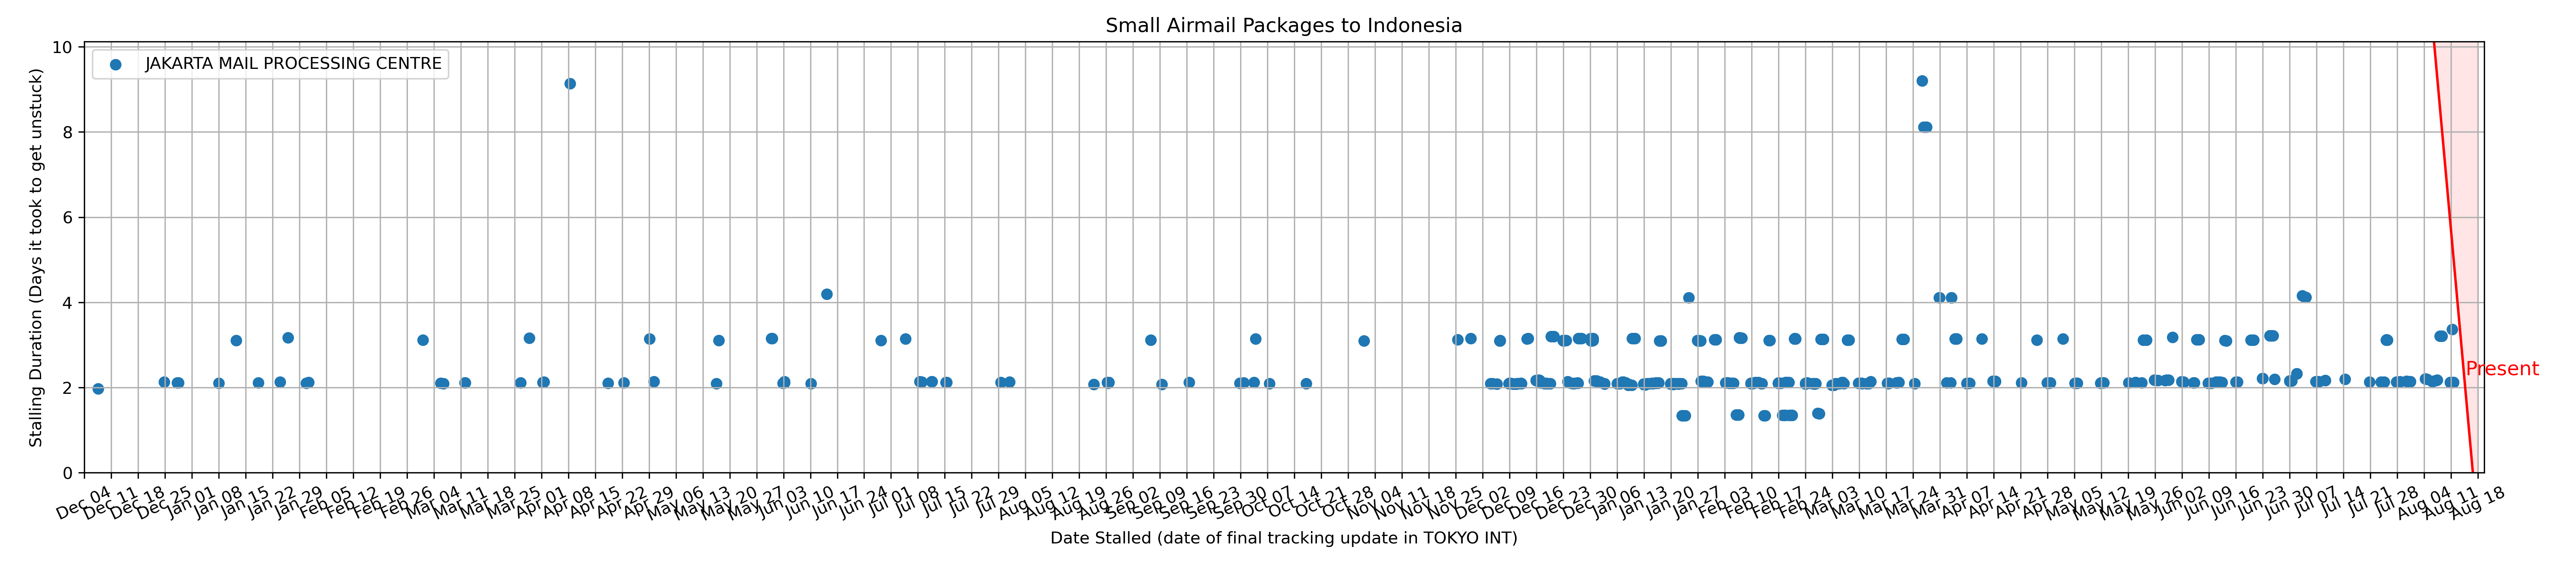 Small Airmail Packages to Indonesia
JAKARTA MAIL PROCESSING CENTRE
Stalling Duration (Days it took to get unstuck)
10
8
6
4
2
0
Present
Dec 04 Dec 11 Dec 18 Dec 25 Jan 01 Jan 08 Jan 15 Jan 22 Jan 29 Feb 05 Feb 12 Feb 19 Feb 26 Mar 04 Mar 11 Mar 18 Mar 25 Apr 01 Apr 08 Apr 15 Apr 22 Apr 29 May 06 May 13 May 20 May 27 Jun 03 Jun 10 Jun 17 Jun 24 Jul 01 Jul 08 Jul 15 Jul 22 Jul 29 Aug 05 Aug 12 Aug 19 Aug 26 Sep 02 Sep 09 Sep 16 Sep 23 Sep 30 Oct 07 Oct 14 Oct 21 Oct 28 Nov 04 Nov 11 Nov 18 Nov 25 Dec 02 Dec 09 Dec 16 Dec 23 Dec 30 Jan 06 Jan 13 Jan 20 Jan 27 Feb 03 Feb 10 Feb 17 Feb 24 Mar 03 Mar 10 Mar 17 Mar 24 Mar 31 Apr 07 Apr 14 Apr 21 Apr 28 May 05 May 12 May 19 May 26 Jun 02 Jun 09 Jun 16 Jun 23 Jun 30 Jul 07 Jul 14 Jul 21 Jul 28 Aug 04 Aug 11 Aug 18
Date Stalled (date of final tracking update in TOKYO INT)